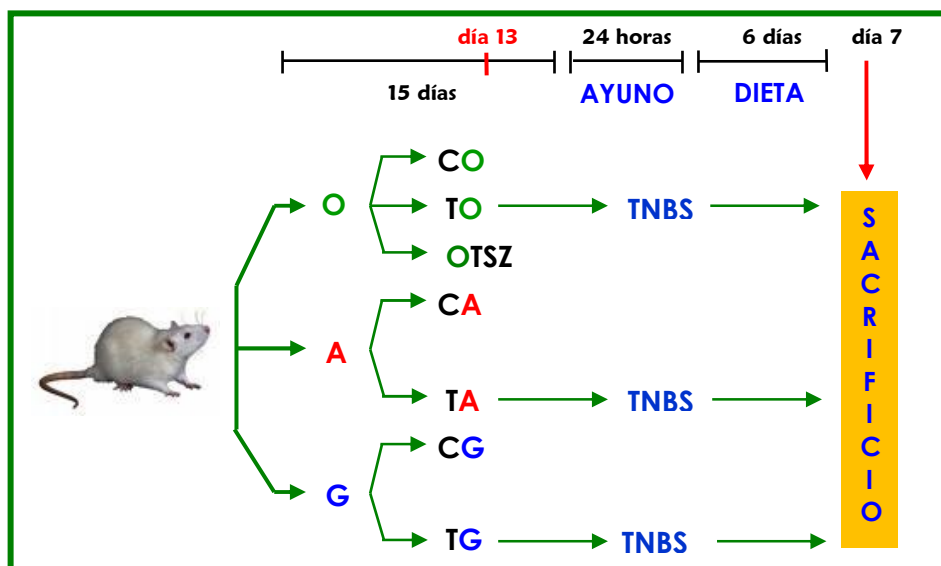 día 13 24 horas 6 días día 7
15 días AYUNO DIETA
CO
O TO TNBS
OTSZ
CA
A
TA TNBS
CG
G
TG TNBS
SACRIFICIO